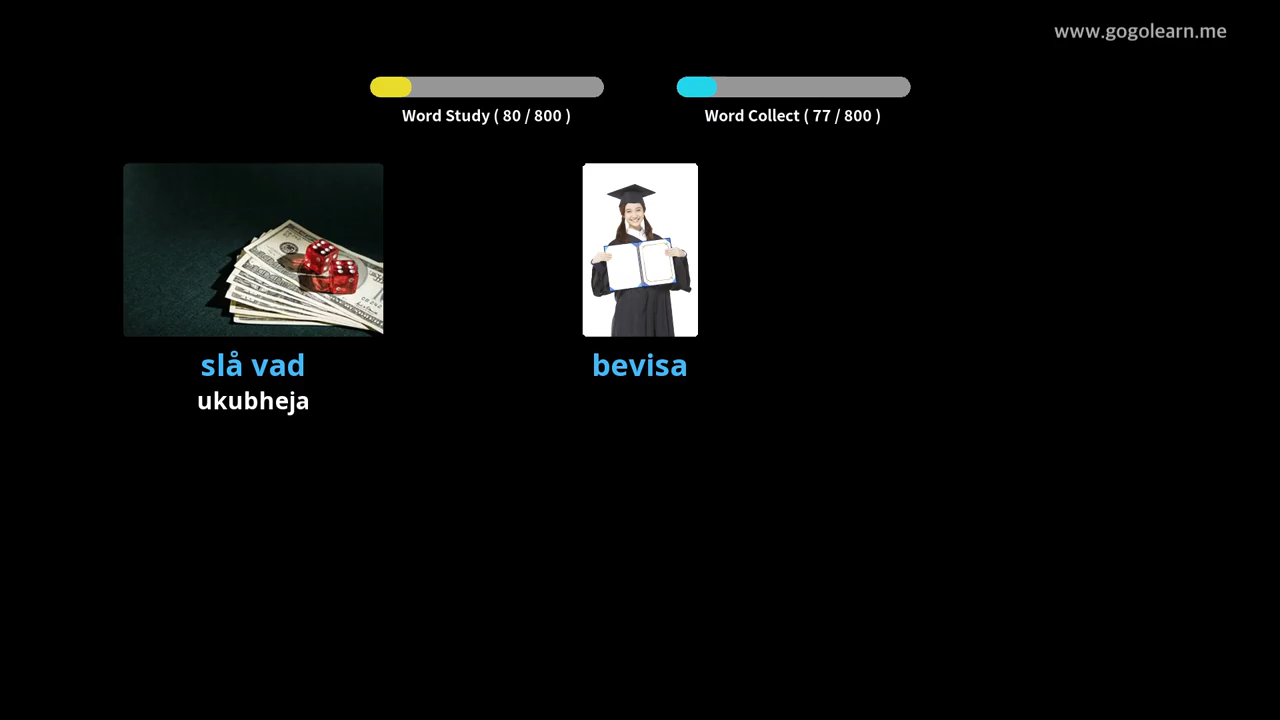 www.gogolearn.me
Word Study ( 80 / 800 )
Word Collect ( 77 / 800 )
slå vad
ukubheja
bevisa